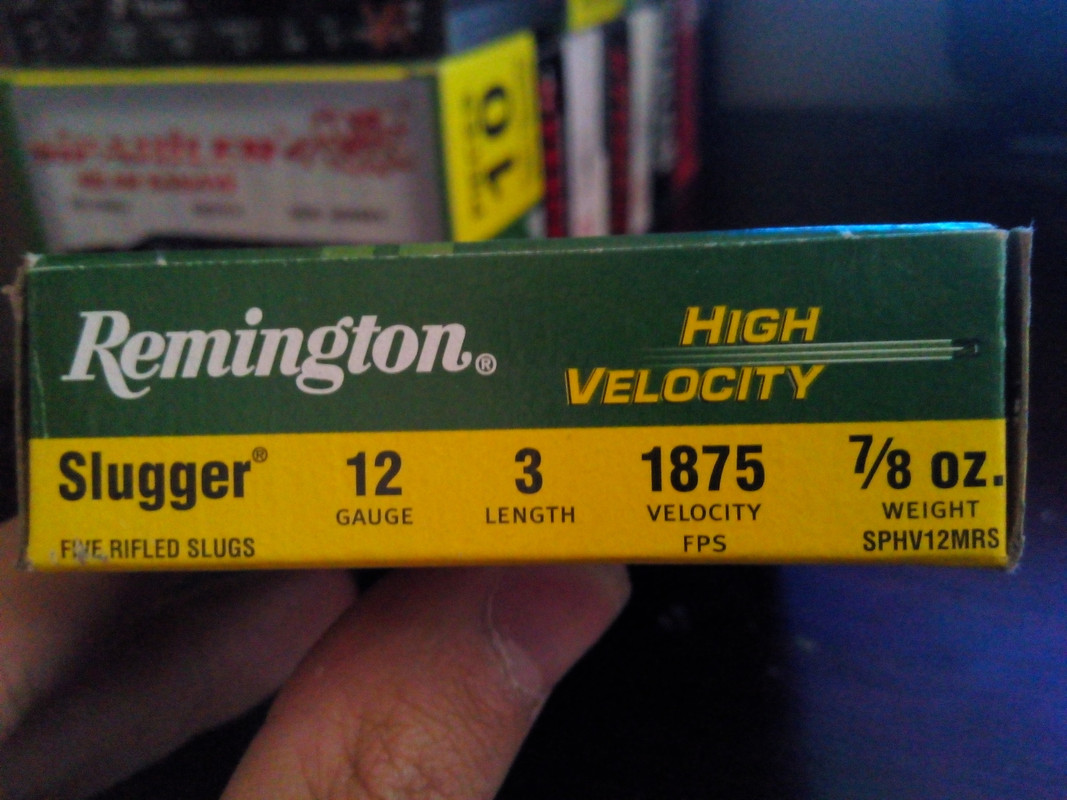 10
Remington®
HIGH
VELOCITY
Slugger® 12 3 1875 7/8 oz.
GAUGE LENGTH VELOCITY WEIGHT
FIVE RIFLED SLUGS FPS SPHV12MRS